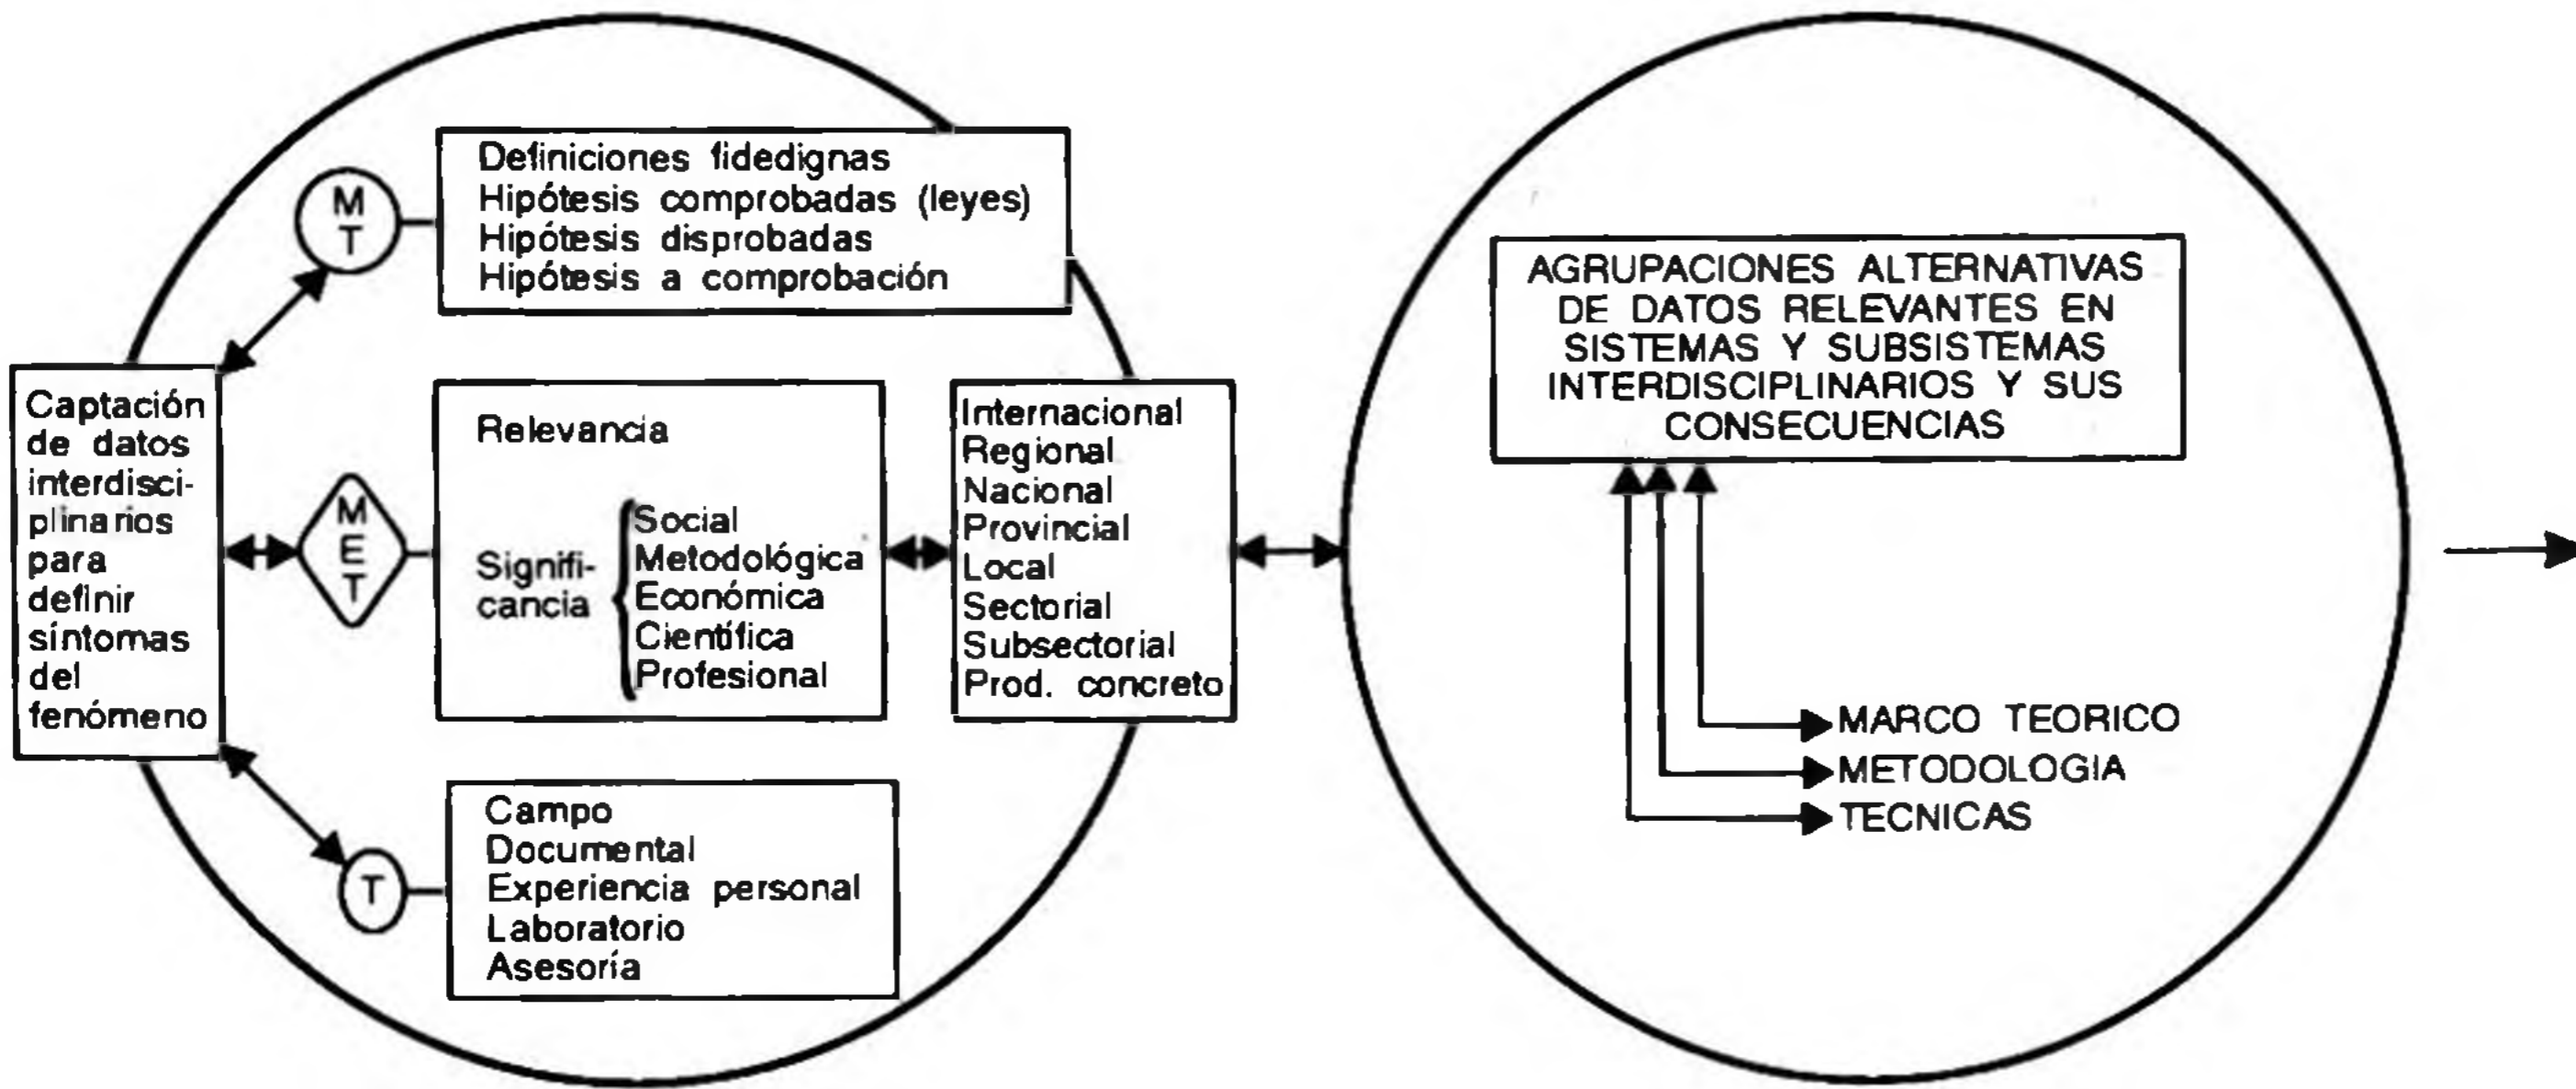 M
T
Definiciones fidedignas
Hipótesis comprobadas (leyes)
Hipótesis disprobadas
Hipótesis a comprobación
Captación
de datos
interdisci-
plinarios
para
definir
síntomas
del
fenómeno
M
E
T
Relevancia
Signifi-
cancia
Social
Metodológica
Económica
Científica
Profesional
Internacional
Regional
Nacional
Provincial
Local
Sectorial
Subsectorial
Prod. concreto
T
Campo
Documental
Experiencia personal
Laboratorio
Asesoría
AGRUPACIONES ALTERNATIVAS
DE DATOS RELEVANTES EN
SISTEMAS Y SUBSISTEMAS
INTERDISCIPLINARIOS Y SUS
CONSECUENCIAS
MARCO TEORICO
METODOLOGIA
TECNICAS